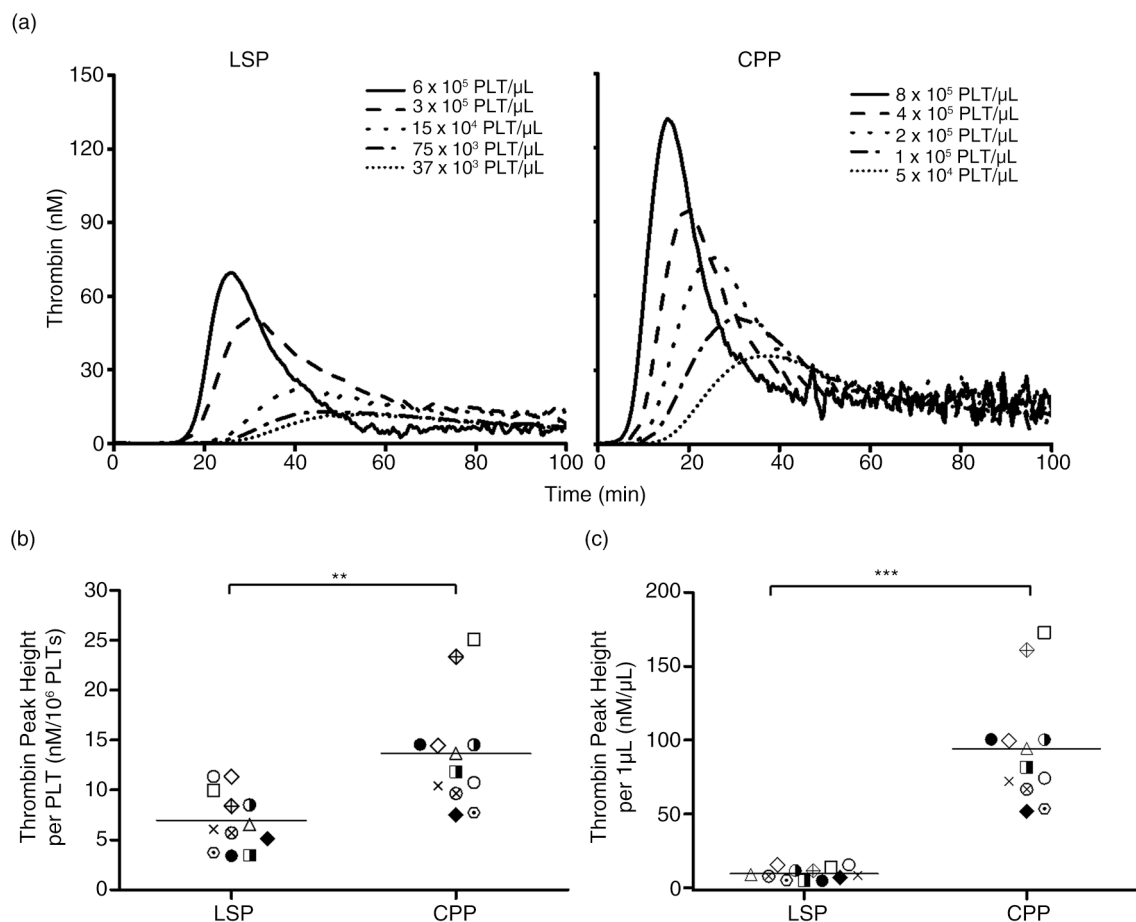 (a)
LSP
CPP
150
120
90
60
30
0
Thrombin (nM)
6 x 10⁵ PLT/µL
3 x 10⁵ PLT/µL
15 x 10⁴ PLT/µL
75 x 10³ PLT/µL
37 x 10³ PLT/µL
8 x 10⁵ PLT/µL
4 x 10⁵ PLT/µL
2 x 10⁵ PLT/µL
1 x 10⁵ PLT/µL
5 x 10⁴ PLT/µL
0 20 40 60 80 100
0 20 40 60 80 100
Time (min)
(b)
Thrombin Peak Height
per PLT (nM/10⁶ PLTs)
30
25
20
15
10
5
0
**
LSP CPP
(c)
Thrombin Peak Height
per 1µL (nM/µL)
200
150
100
50
0
***
LSP CPP